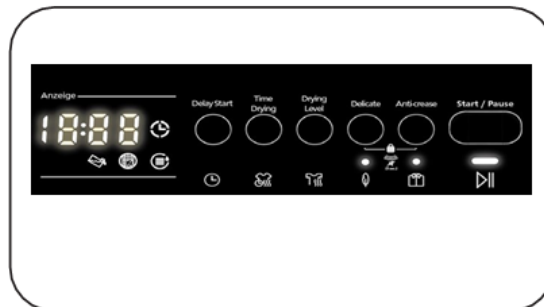 Anzeige
18:88
Delay Start
Time
Drying
Drying
Level
Delicate
Anti-crease
Start / Pause